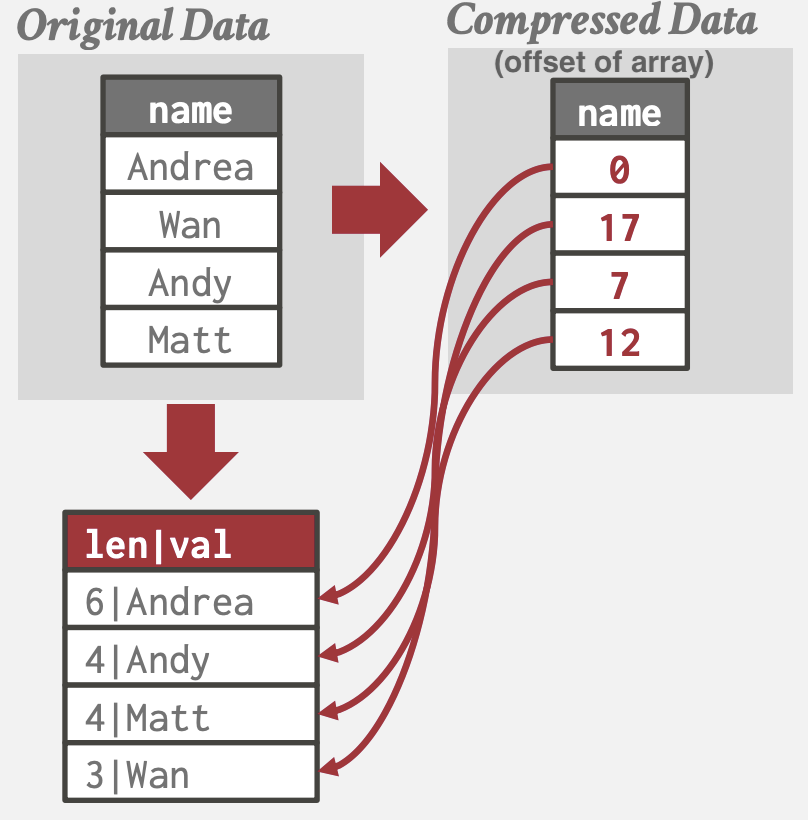 Original Data
name
Andrea
Wan
Andy
Matt
Compressed Data
(offset of array)
name
0
17
7
12
len|val
6|Andrea
4|Andy
4|Matt
3|Wan